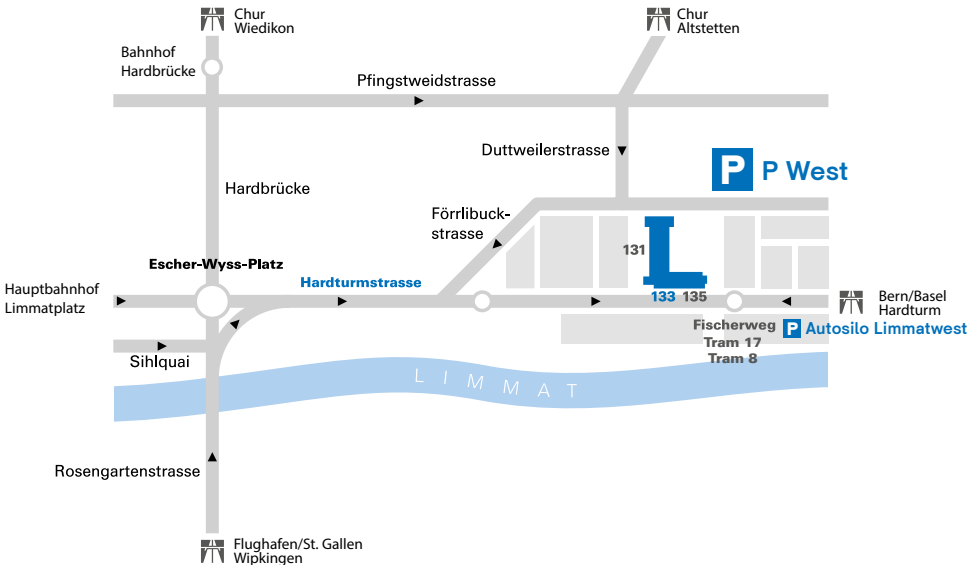 Chur
Wiedikon
Chur
Altstetten
Bahnhof
Hardbrücke
Pfingstweidstrasse
Duttweilerstrasse
P
P West
Hardbrücke
Förrlibuck-
strasse
131
Escher-Wyss-Platz
Hardturmstrasse
Hauptbahnhof
Limmatplatz
133 135
Bern/Basel
Hardturm
Fischerweg
P Autosilo Limmatwest
Tram 17
Tram 8
Sihlquai
LIMMAT
Rosengartenstrasse
Flughafen/St. Gallen
Wipkingen